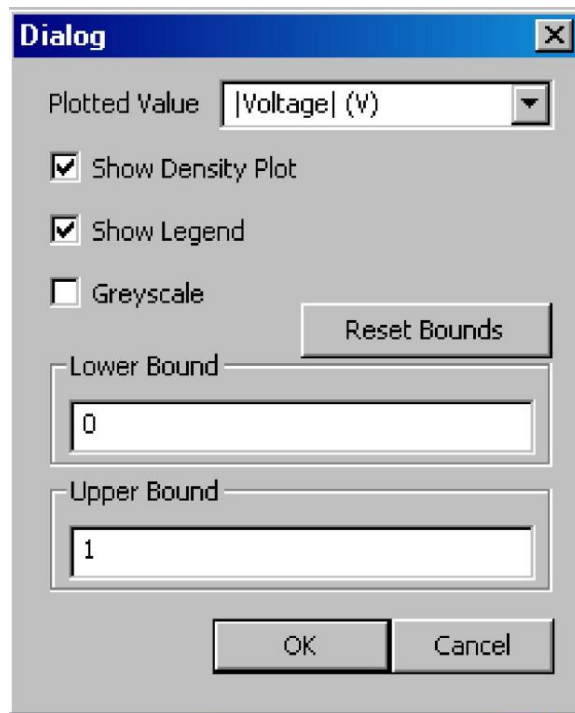 Dialog
Plotted Value |Voltage| (V)
Show Density Plot
Show Legend
Greyscale
Reset Bounds
Lower Bound
0
Upper Bound
1
OK Cancel